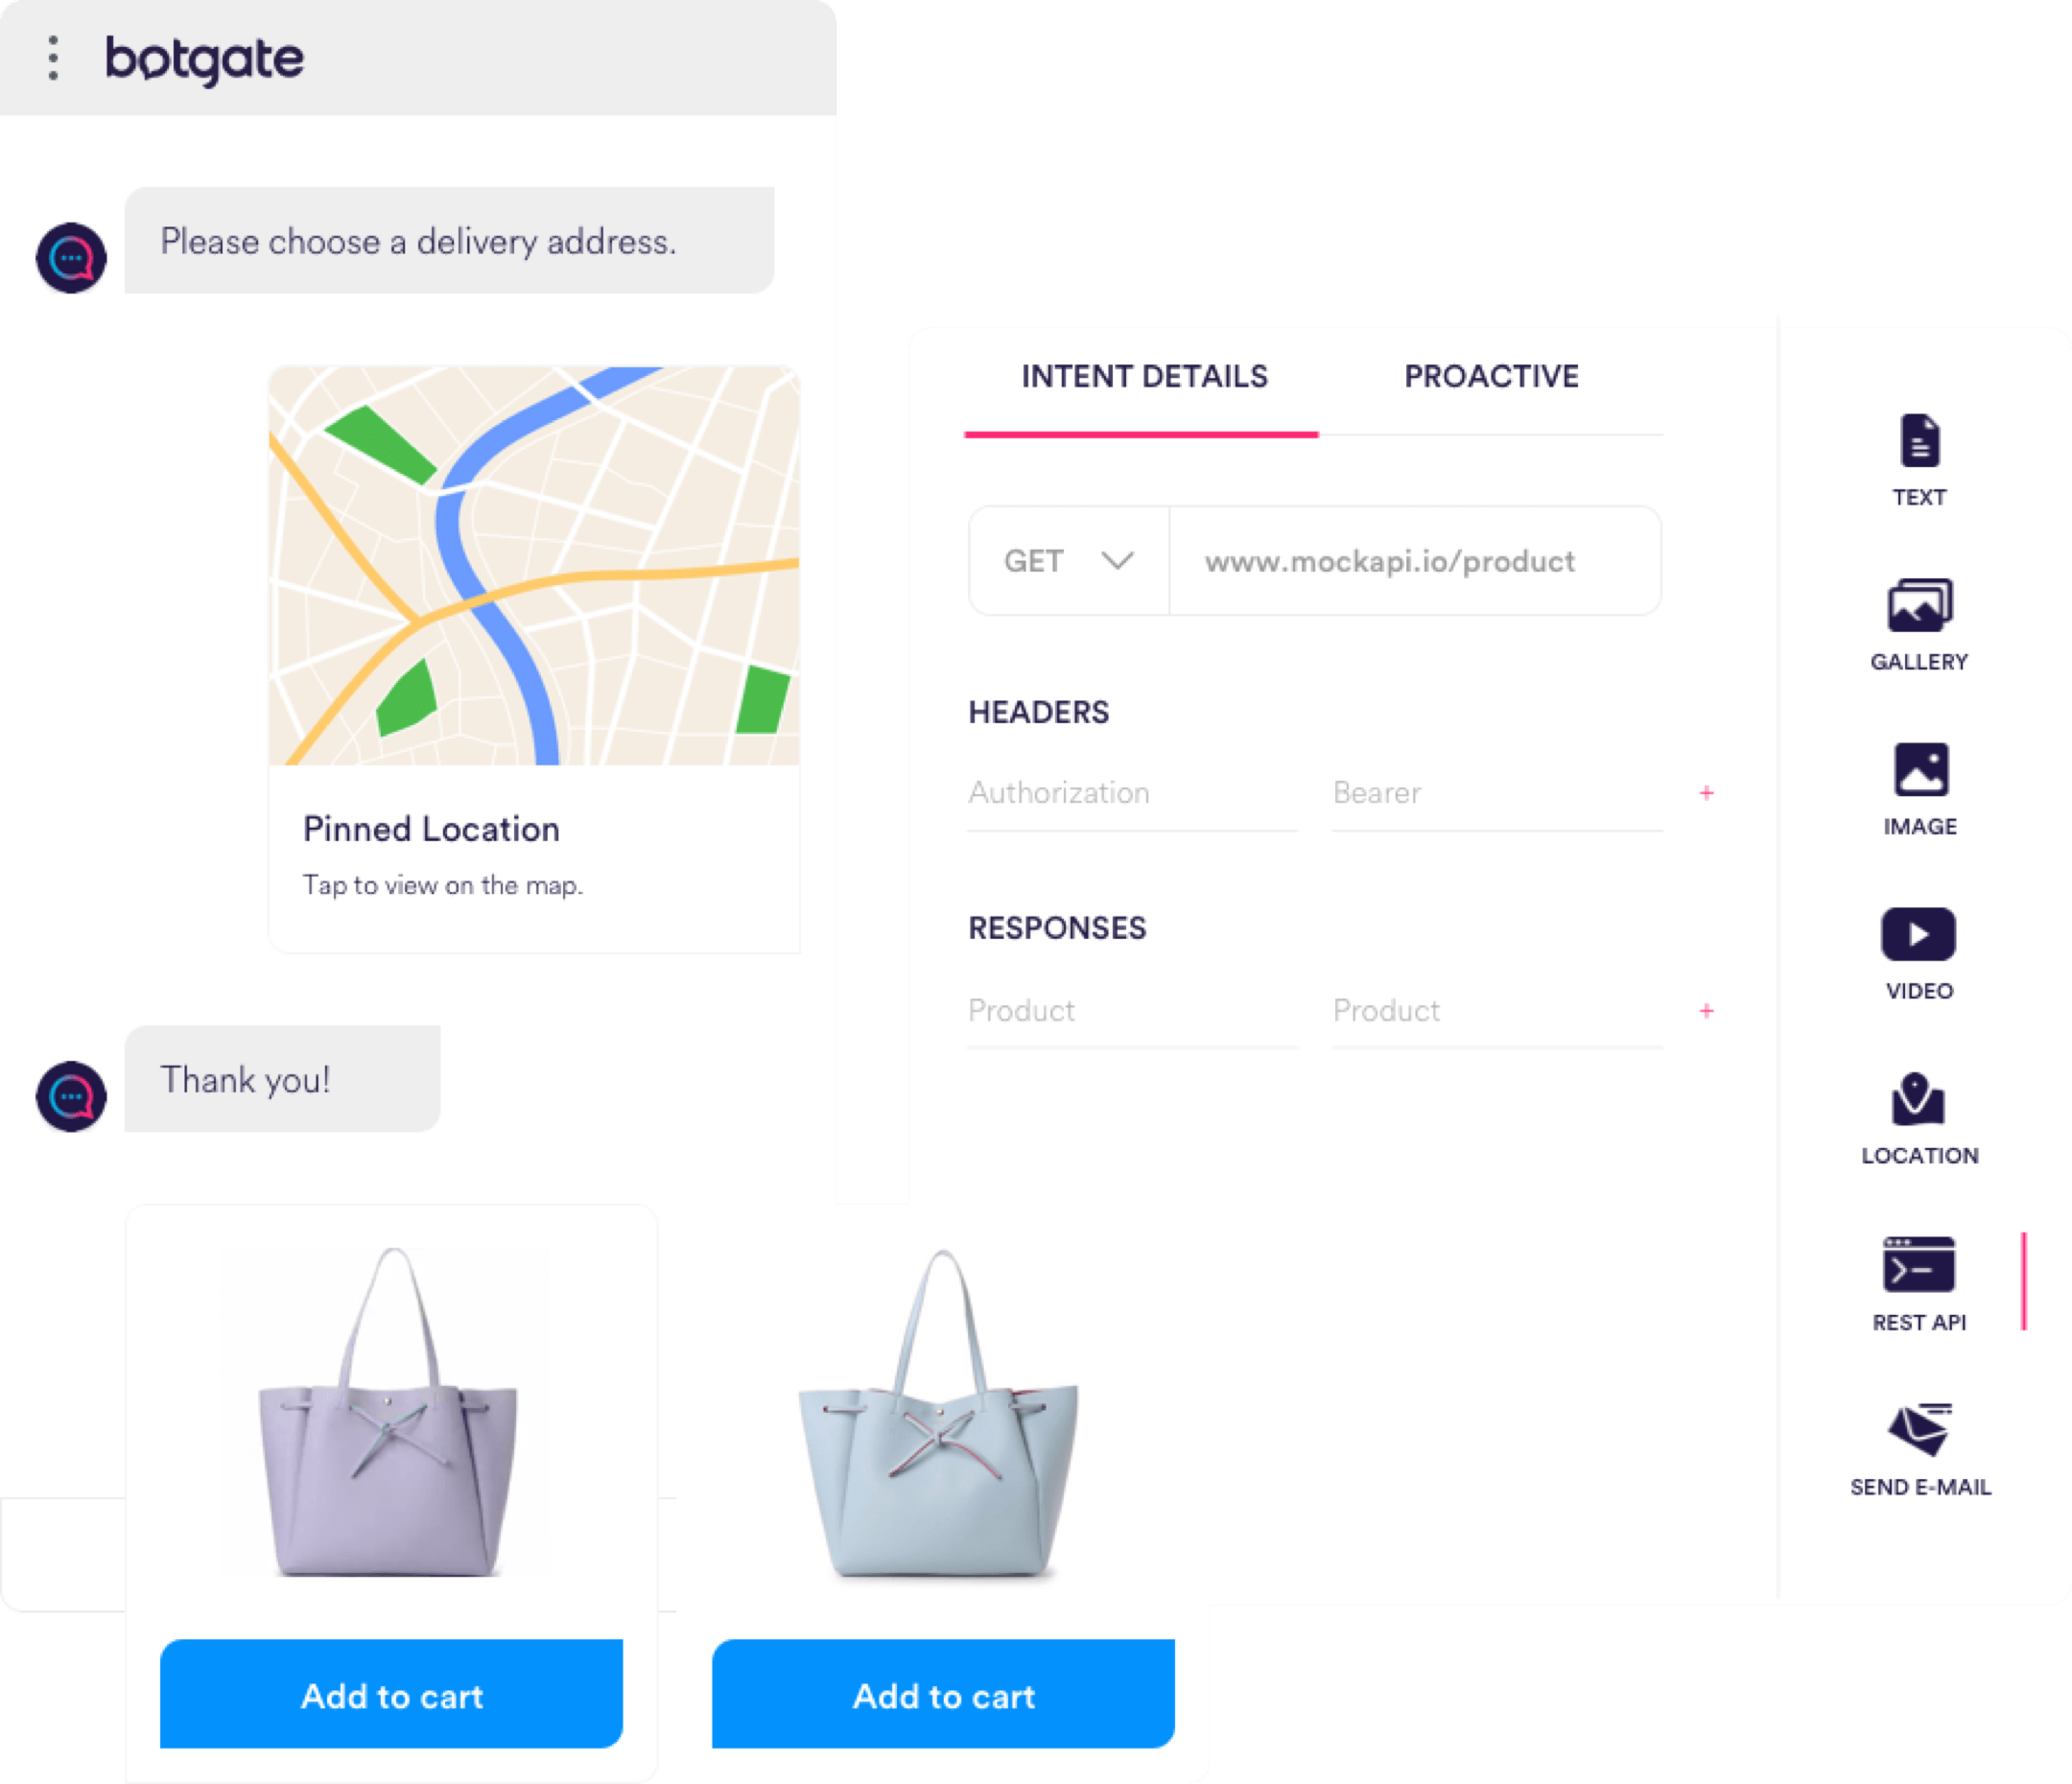 botgate
Please choose a delivery address.
Pinned Location
Tap to view on the map.
Thank you!
Add to cart
Add to cart
INTENT DETAILS
PROACTIVE
GET
www.mockapi.io/product
HEADERS
Authorization
Bearer
+
RESPONSES
Product
Product
+
TEXT
GALLERY
IMAGE
VIDEO
LOCATION
REST API
SEND E-MAIL